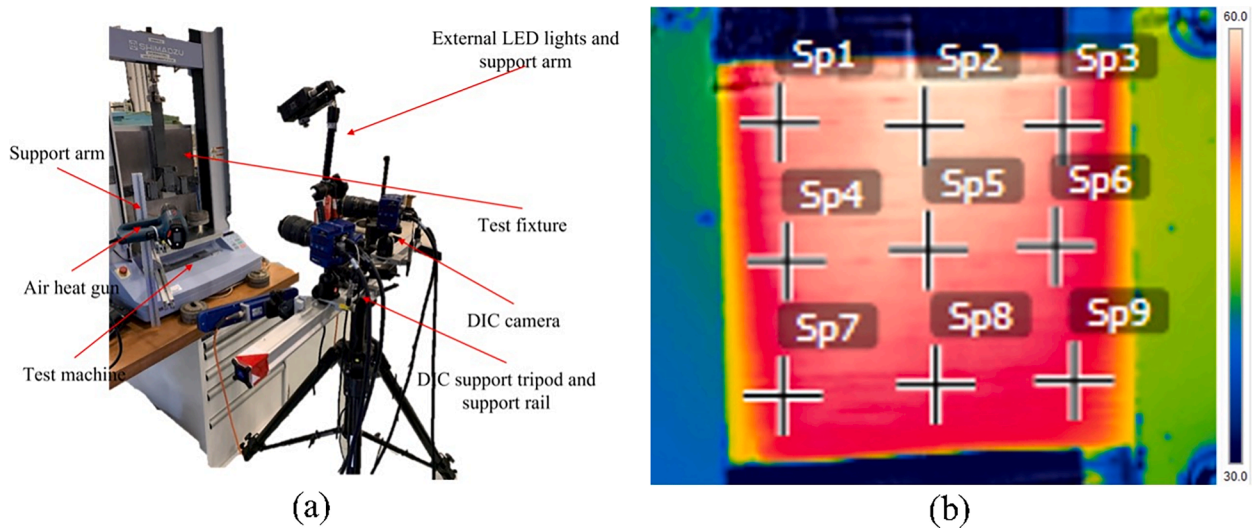 External LED lights and
support arm
SHIMADZU
Support arm
Test fixture
Air heat gun
DIC camera
Test machine
DIC support tripod and
support rail
(a)
60.0
Sp1 Sp2 Sp3
Sp4 Sp5 Sp6
Sp7 Sp8 Sp9
30.0
(b)